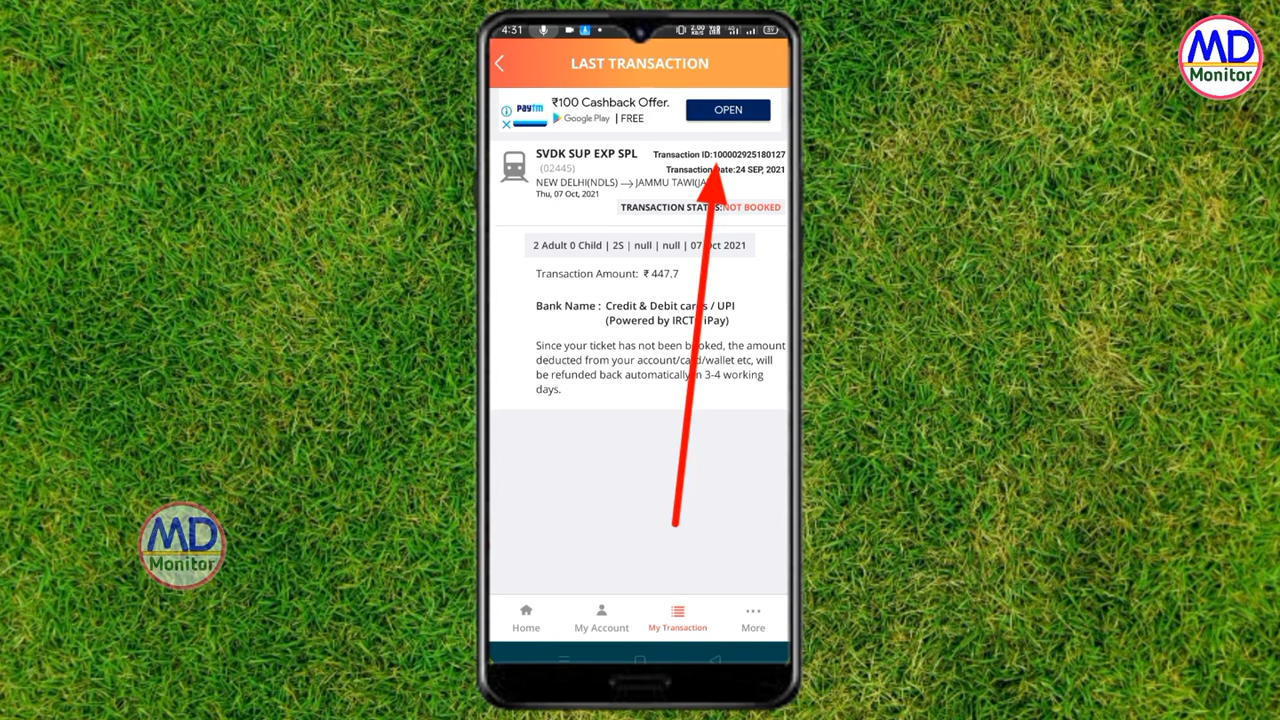 MD
Monitor
4:31
2.00
KB/S
LAST TRANSACTION
Paytm
₹100 Cashback Offer.
Google Play | FREE
OPEN
SVDK SUP EXP SPL
Transaction ID:100002925180127
(02445)
Transaction Date:24 SEP, 2021
NEW DELHI(NDLS) → JAMMU TAWI(JA
Thu, 07 Oct, 2021
TRANSACTION STATUS:NOT BOOKED
2 Adult 0 Child | 2S | null | null | 07 Oct 2021
Transaction Amount: ₹ 447.7
Bank Name : Credit & Debit cards / UPI
(Powered by IRCTC iPay)
Since your ticket has not been booked, the amount
deducted from your account/card/wallet etc, will
be refunded back automatically in 3-4 working
days.
MD
Monitor
Home
My Account
My Transaction
More